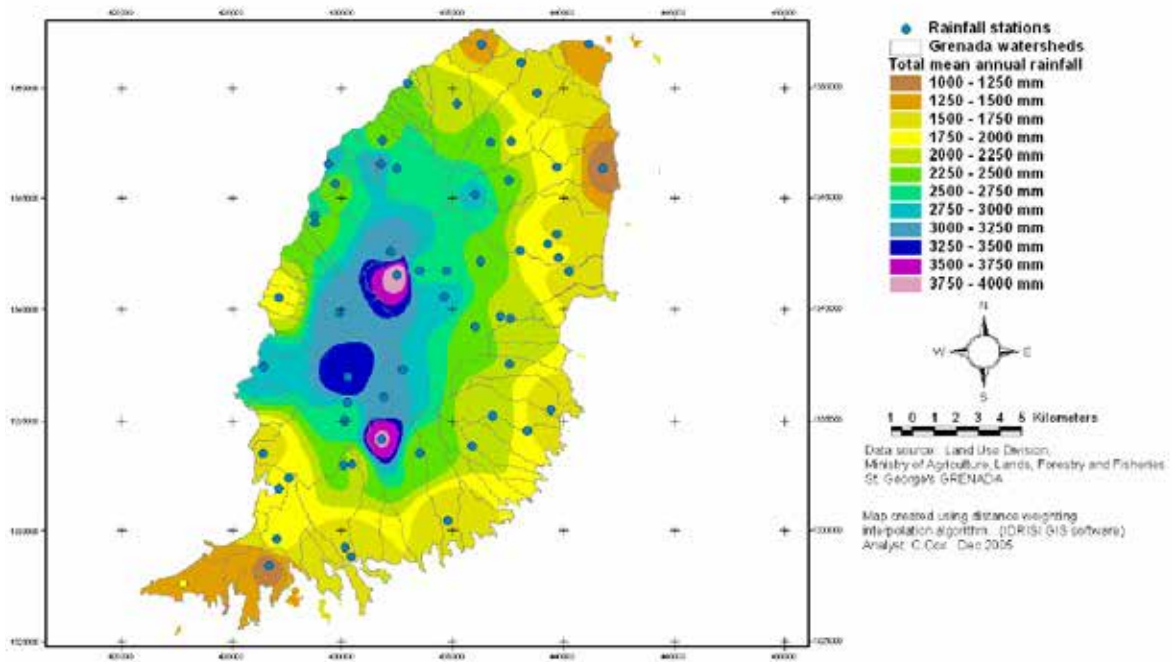 Rainfall stations
Grenada watersheds
Total mean annual rainfall
1000 - 1250 mm
1250 - 1500 mm
1500 - 1750 mm
1750 - 2000 mm
2000 - 2250 mm
2250 - 2500 mm
2500 - 2750 mm
2750 - 3000 mm
3000 - 3250 mm
3250 - 3500 mm
3500 - 3750 mm
3750 - 4000 mm
N
W E
S
1 0 1 2 3 4 5 Kilometers
Data source: Land Use Division,
Ministry of Agriculture, Lands, Forestry and Fisheries
St. George's GRENADA
Map created using distance weighting
interpolation algorithm. (IDRISI GIS software)
Analyst: C.Cox Dec 2005